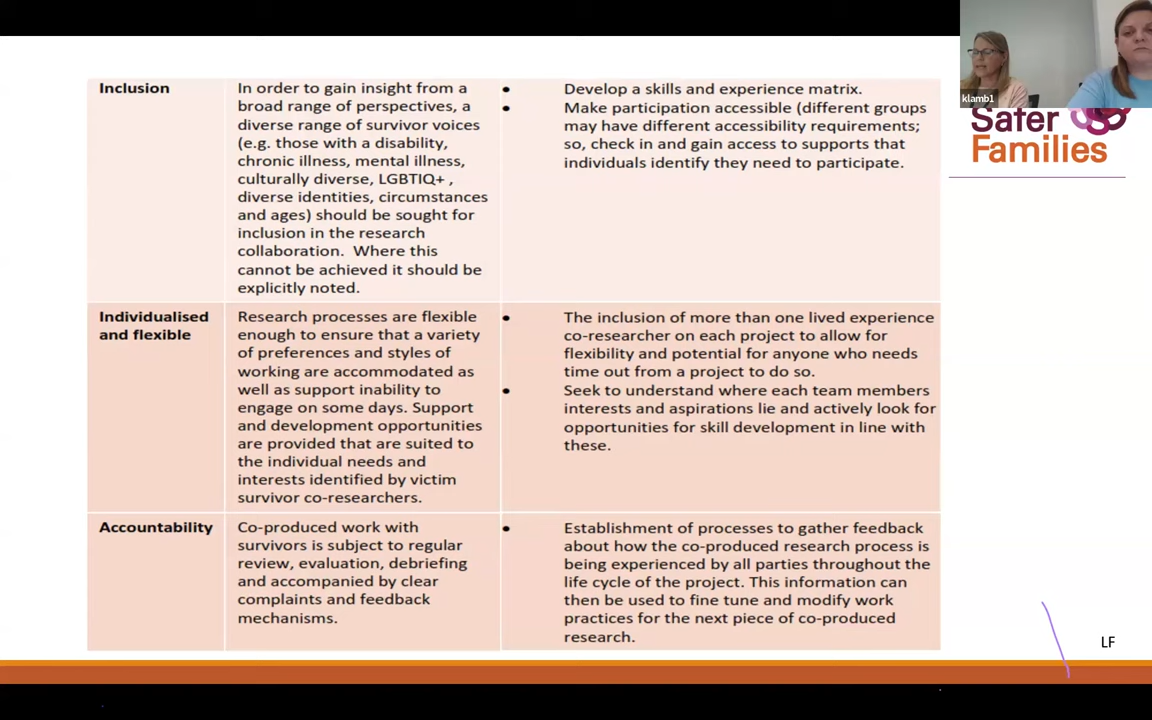 klamb1
Safer
Families
Inclusion
In order to gain insight from a
broad range of perspectives, a
diverse range of survivor voices
(e.g. those with a disability,
chronic illness, mental illness,
culturally diverse, LGBTIQ+ ,
diverse identities, circumstances
and ages) should be sought for
inclusion in the research
collaboration.  Where this
cannot be achieved it should be
explicitly noted.
Develop a skills and experience matrix.
Make participation accessible (different groups
may have different accessibility requirements;
so, check in and gain access to supports that
individuals identify they need to participate.
Individualised
and flexible
Research processes are flexible
enough to ensure that a variety
of preferences and styles of
working are accommodated as
well as support inability to
engage on some days. Support
and development opportunities
are provided that are suited to
the individual needs and
interests identified by victim
survivor co-researchers.
The inclusion of more than one lived experience
co-researcher on each project to allow for
flexibility and potential for anyone who needs
time out from a project to do so.
Seek to understand where each team members
interests and aspirations lie and actively look for
opportunities for skill development in line with
these.
Accountability
Co-produced work with
survivors is subject to regular
review, evaluation, debriefing
and accompanied by clear
complaints and feedback
mechanisms.
Establishment of processes to gather feedback
about how the co-produced research process is
being experienced by all parties throughout the
life cycle of the project. This information can
then be used to fine tune and modify work
practices for the next piece of co-produced
research.
LF